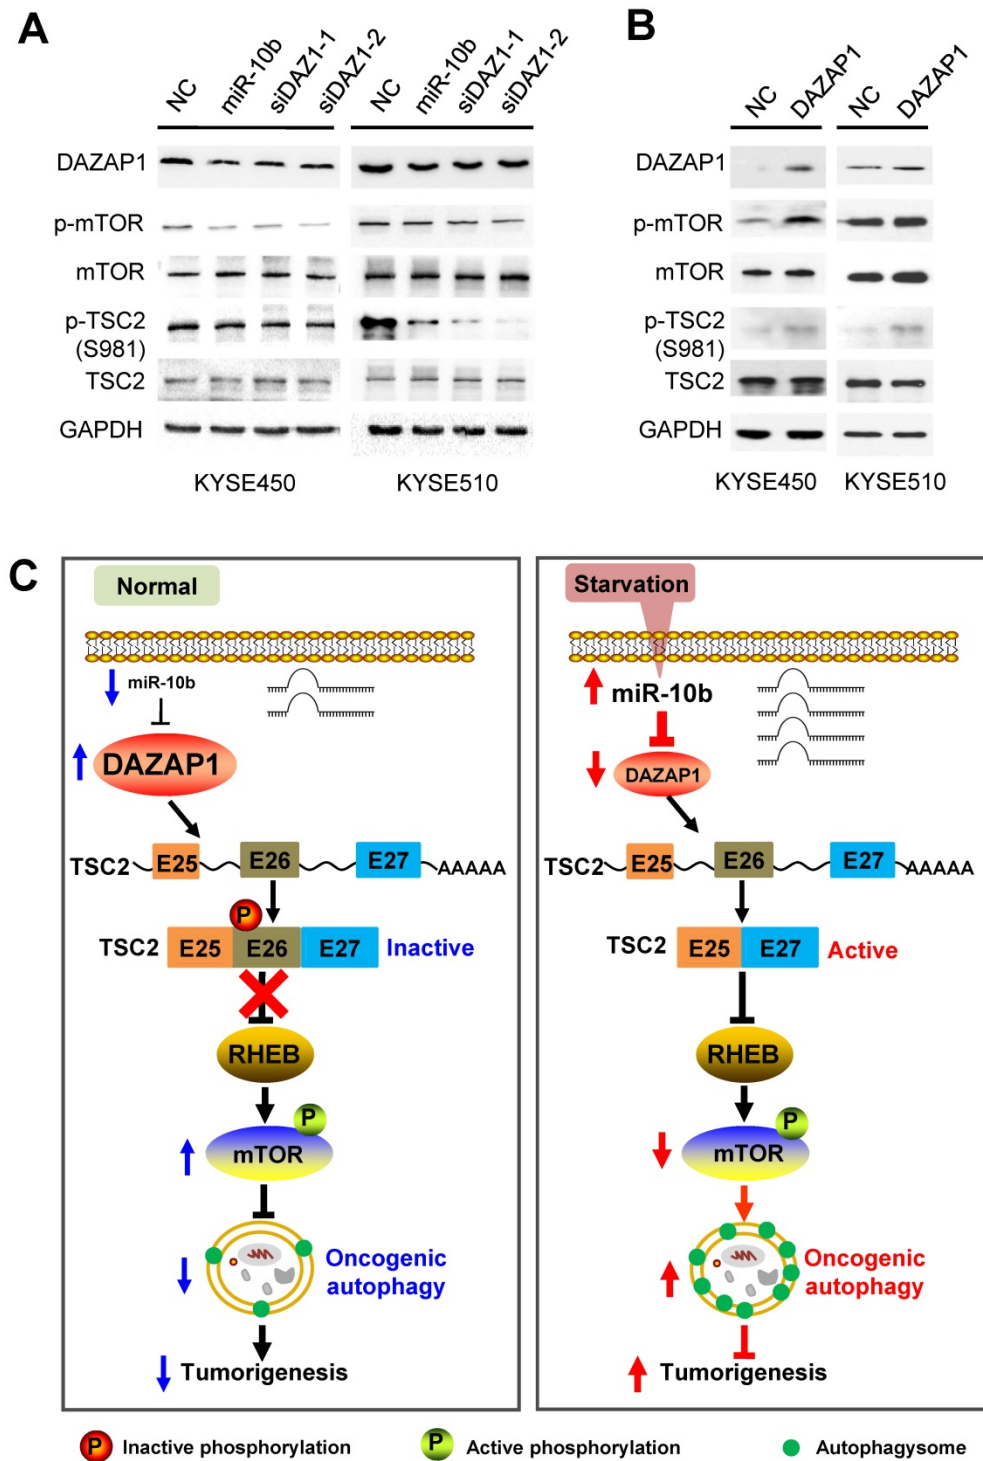 A
NC miR-10b siDAZ1-1 siDAZ1-2 NC miR-10b siDAZ1-1 siDAZ1-2
DAZAP1
p-mTOR
mTOR
p-TSC2
(S981)
TSC2
GAPDH
KYSE450 KYSE510
B
NC DAZAP1 NC DAZAP1
DAZAP1
p-mTOR
mTOR
p-TSC2
(S981)
TSC2
GAPDH
KYSE450 KYSE510
C
Normal
miR-10b
DAZAP1
TSC2 E25 E26 E27 AAAAA
P
TSC2 E25 E26 E27 Inactive
RHEB
P
mTOR
Oncogenic
autophagy
Tumorigenesis
Starvation
miR-10b
DAZAP1
TSC2 E25 E26 E27 AAAAA
TSC2 E25 E27 Active
RHEB
P
mTOR
Oncogenic
autophagy
Tumorigenesis
P Inactive phosphorylation P Active phosphorylation Autophagysome